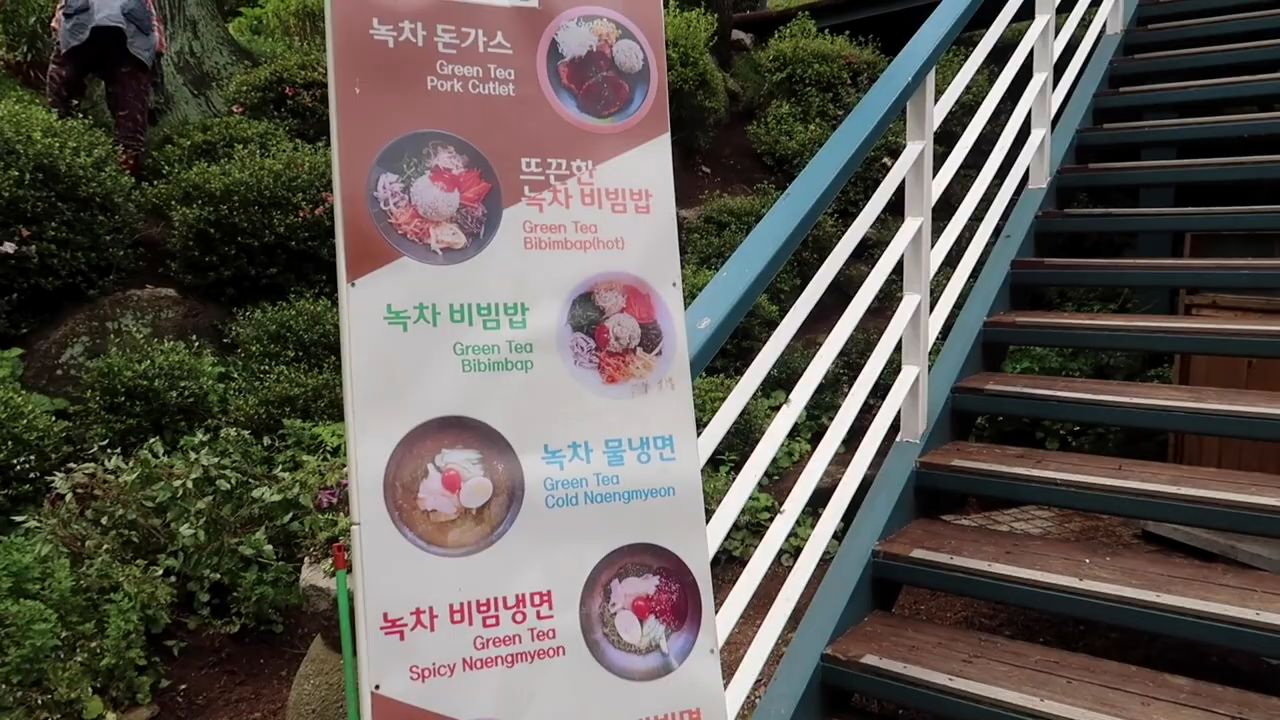 녹차 돈가스
Green Tea
Pork Cutlet
뜨끈한
녹차 비빔밥
Green Tea
Bibimbap(hot)
녹차 비빔밥
Green Tea
Bibimbap
녹차 물냉면
Green Tea
Cold Naengmyeon
녹차 비빔냉면
Green Tea
Spicy Naengmyeon